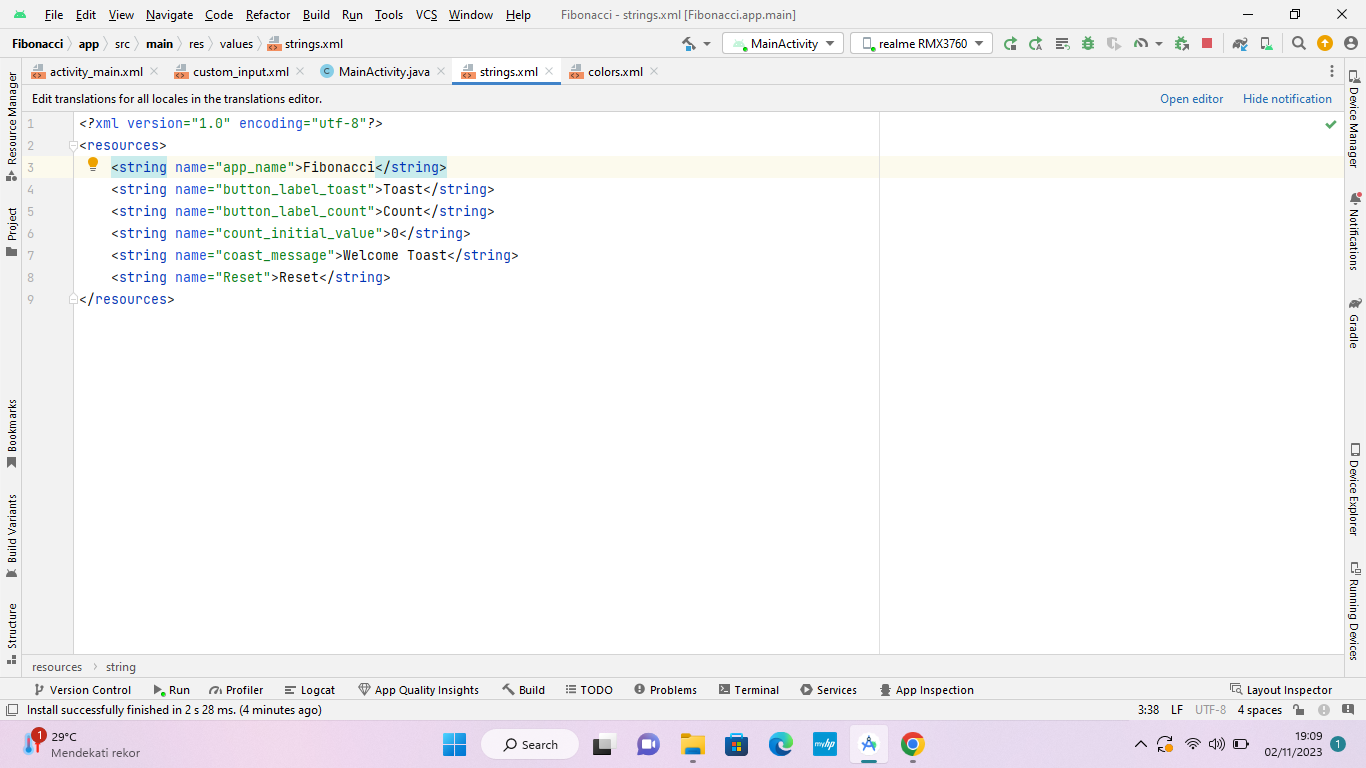 File Edit View Navigate Code Refactor Build Run Tools VCS Window Help Fibonacci - strings.xml [Fibonacci.app.main]
Fibonacci app src main res values strings.xml MainActivity realme RMX3760
activity_main.xml custom_input.xml MainActivity.java strings.xml colors.xml
Edit translations for all locales in the translations editor. Open editor Hide notification
1 <?xml version="1.0" encoding="utf-8"?>
2 <resources>
3 <string name="app_name">Fibonacci</string>
4 <string name="button_label_toast">Toast</string>
5 <string name="button_label_count">Count</string>
6 <string name="count_initial_value">0</string>
7 <string name="coast_message">Welcome Toast</string>
8 <string name="Reset">Reset</string>
9 </resources>
Resource Manager
Project
Bookmarks
Build Variants
Structure
Device Manager
Notifications
Gradle
Device Explorer
Running Devices
resources string
Version Control Run Profiler Logcat App Quality Insights Build TODO Problems Terminal Services App Inspection Layout Inspector
Install successfully finished in 2 s 28 ms. (4 minutes ago) 3:38 LF UTF-8 4 spaces
1 29°C
Mendekati rekor
Search
myhp
19:09
02/11/2023
1